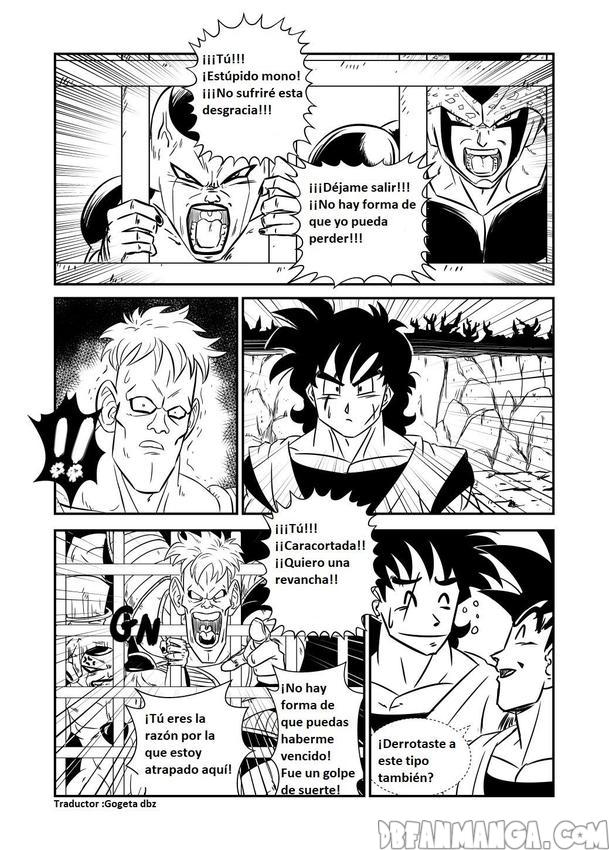 ¡¡¡Tú!!!
¡Estúpido mono!
¡¡¡No sufriré esta
desgracia!!!
¡¡¡Déjame salir!!!
¡¡No hay forma de
que yo pueda
perder!!!
!!
¡¡¡Tú!!!
¡¡Caracortada!!
¡¡Quiero una
revancha!!
GN
¡Tú eres la
razón por la
que estoy
atrapado aquí!
¡No hay
forma de
que puedas
haberme
vencido!
Fue un golpe
de suerte!
¡Derrotaste a
este tipo
también?
Traductor :Gogeta dbz
DBFANMANGA.COM